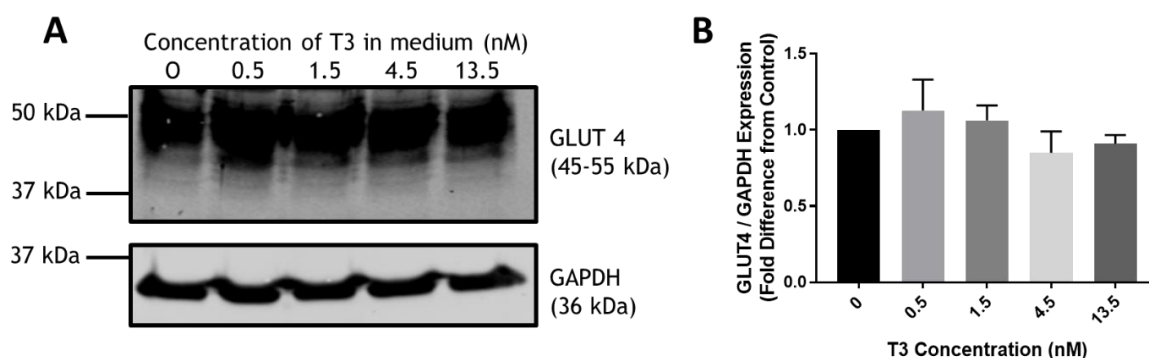 A
Concentration of T3 in medium (nM)
O 0.5 1.5 4.5 13.5
50 kDa
37 kDa
GLUT 4
(45-55 kDa)
37 kDa
GAPDH
(36 kDa)
B
GLUT4 / GAPDH Expression
(Fold Difference from Control)
1.5
1.0
0.5
0.0
0 0.5 1.5 4.5 13.5
T3 Concentration (nM)